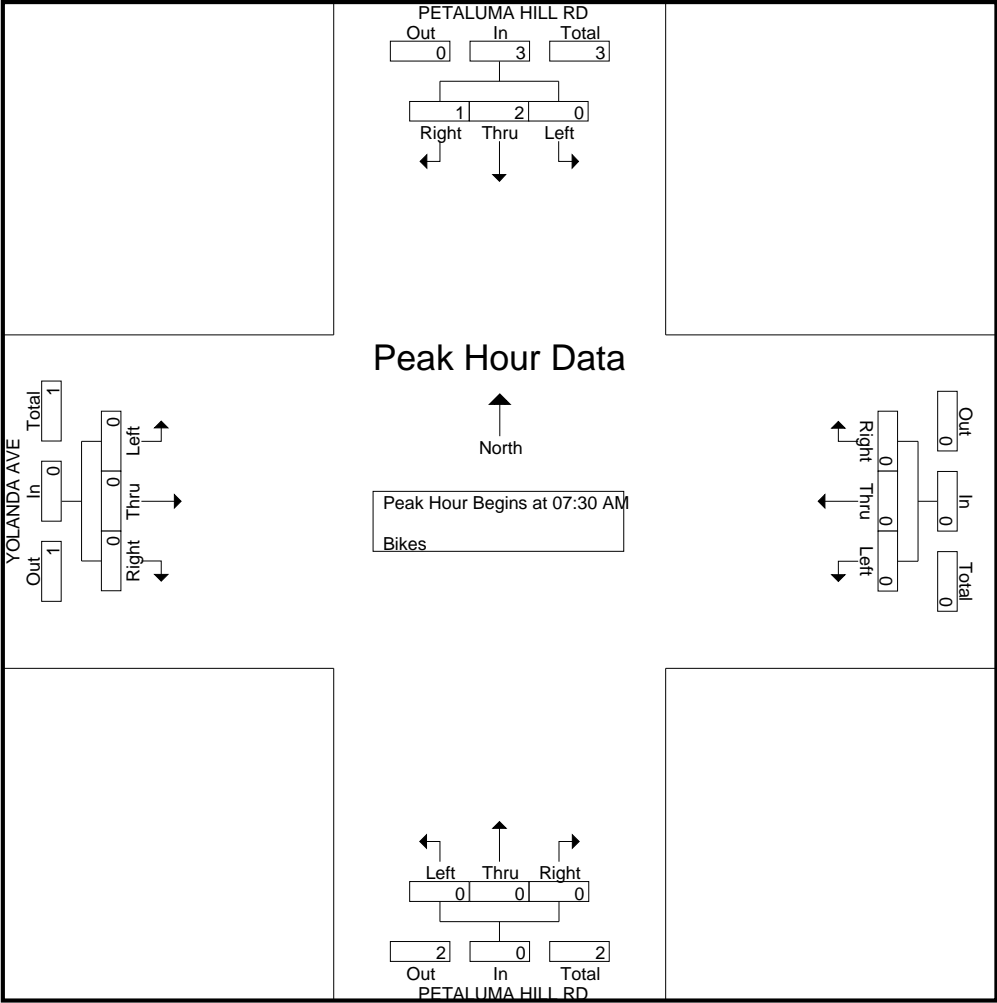 PETALUMA HILL RD
Out In Total
0 3 3
1 2 0
Right Thru Left
Peak Hour Data
North
Peak Hour Begins at 07:30 AM
Bikes
YOLANDA AVE
Out In Total
1 0 1
0 0 0
Right Thru Left
Out In Total
0 0 0
0 0 0
Right Thru Left
Left Thru Right
0 0 0
2 0 2
Out In Total
PETALUMA HILL RD